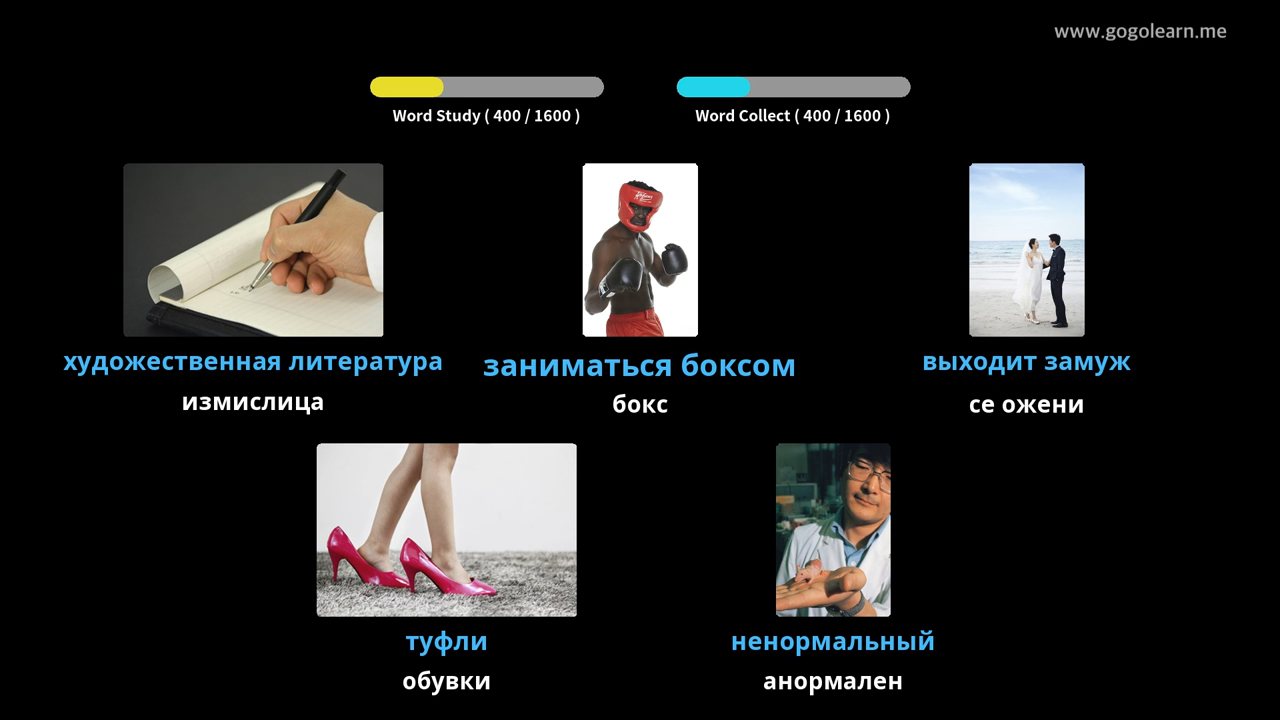 www.gogolearn.me
Word Study ( 400 / 1600 )
Word Collect ( 400 / 1600 )
художественная литература
измислица
заниматься боксом
бокс
выходит замуж
се ожени
туфли
обувки
ненормальный
анормален